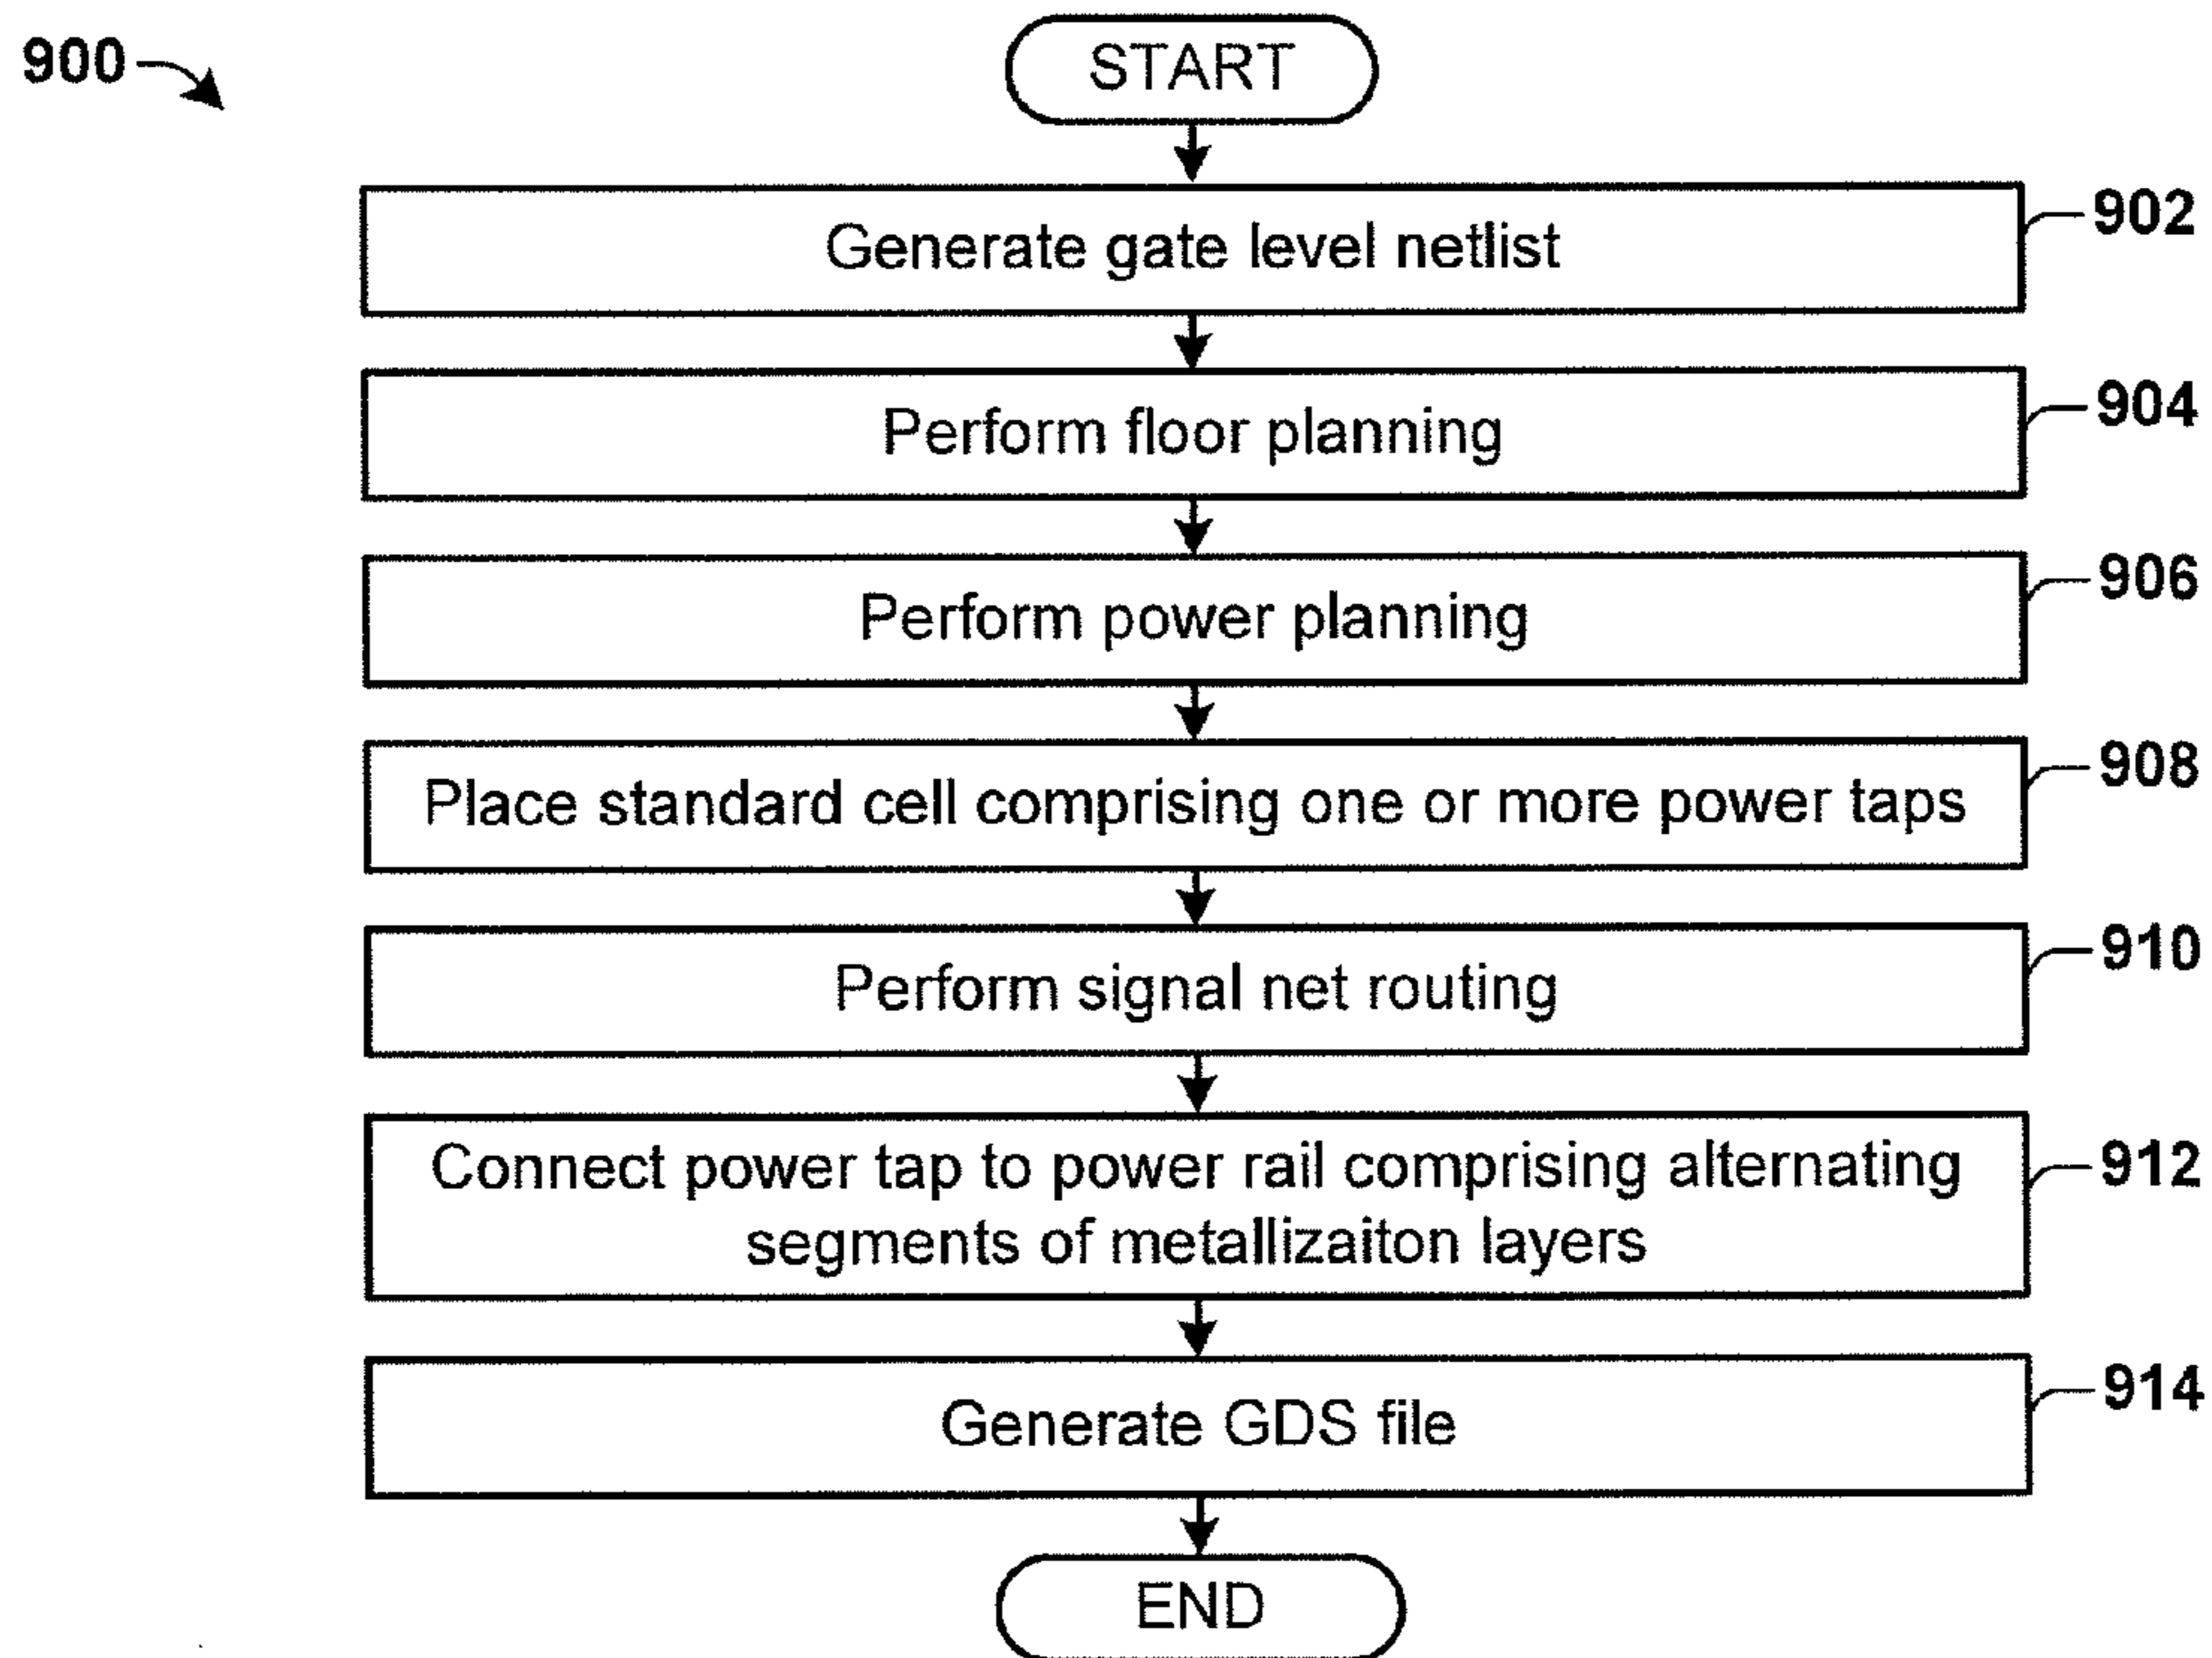 900
START
Generate gate level netlist
902
Perform floor planning
904
Perform power planning
906
Place standard cell comprising one or more power taps
908
Perform signal net routing
910
Connect power tap to power rail comprising alternating
segments of metallizaiton layers
912
Generate GDS file
914
END